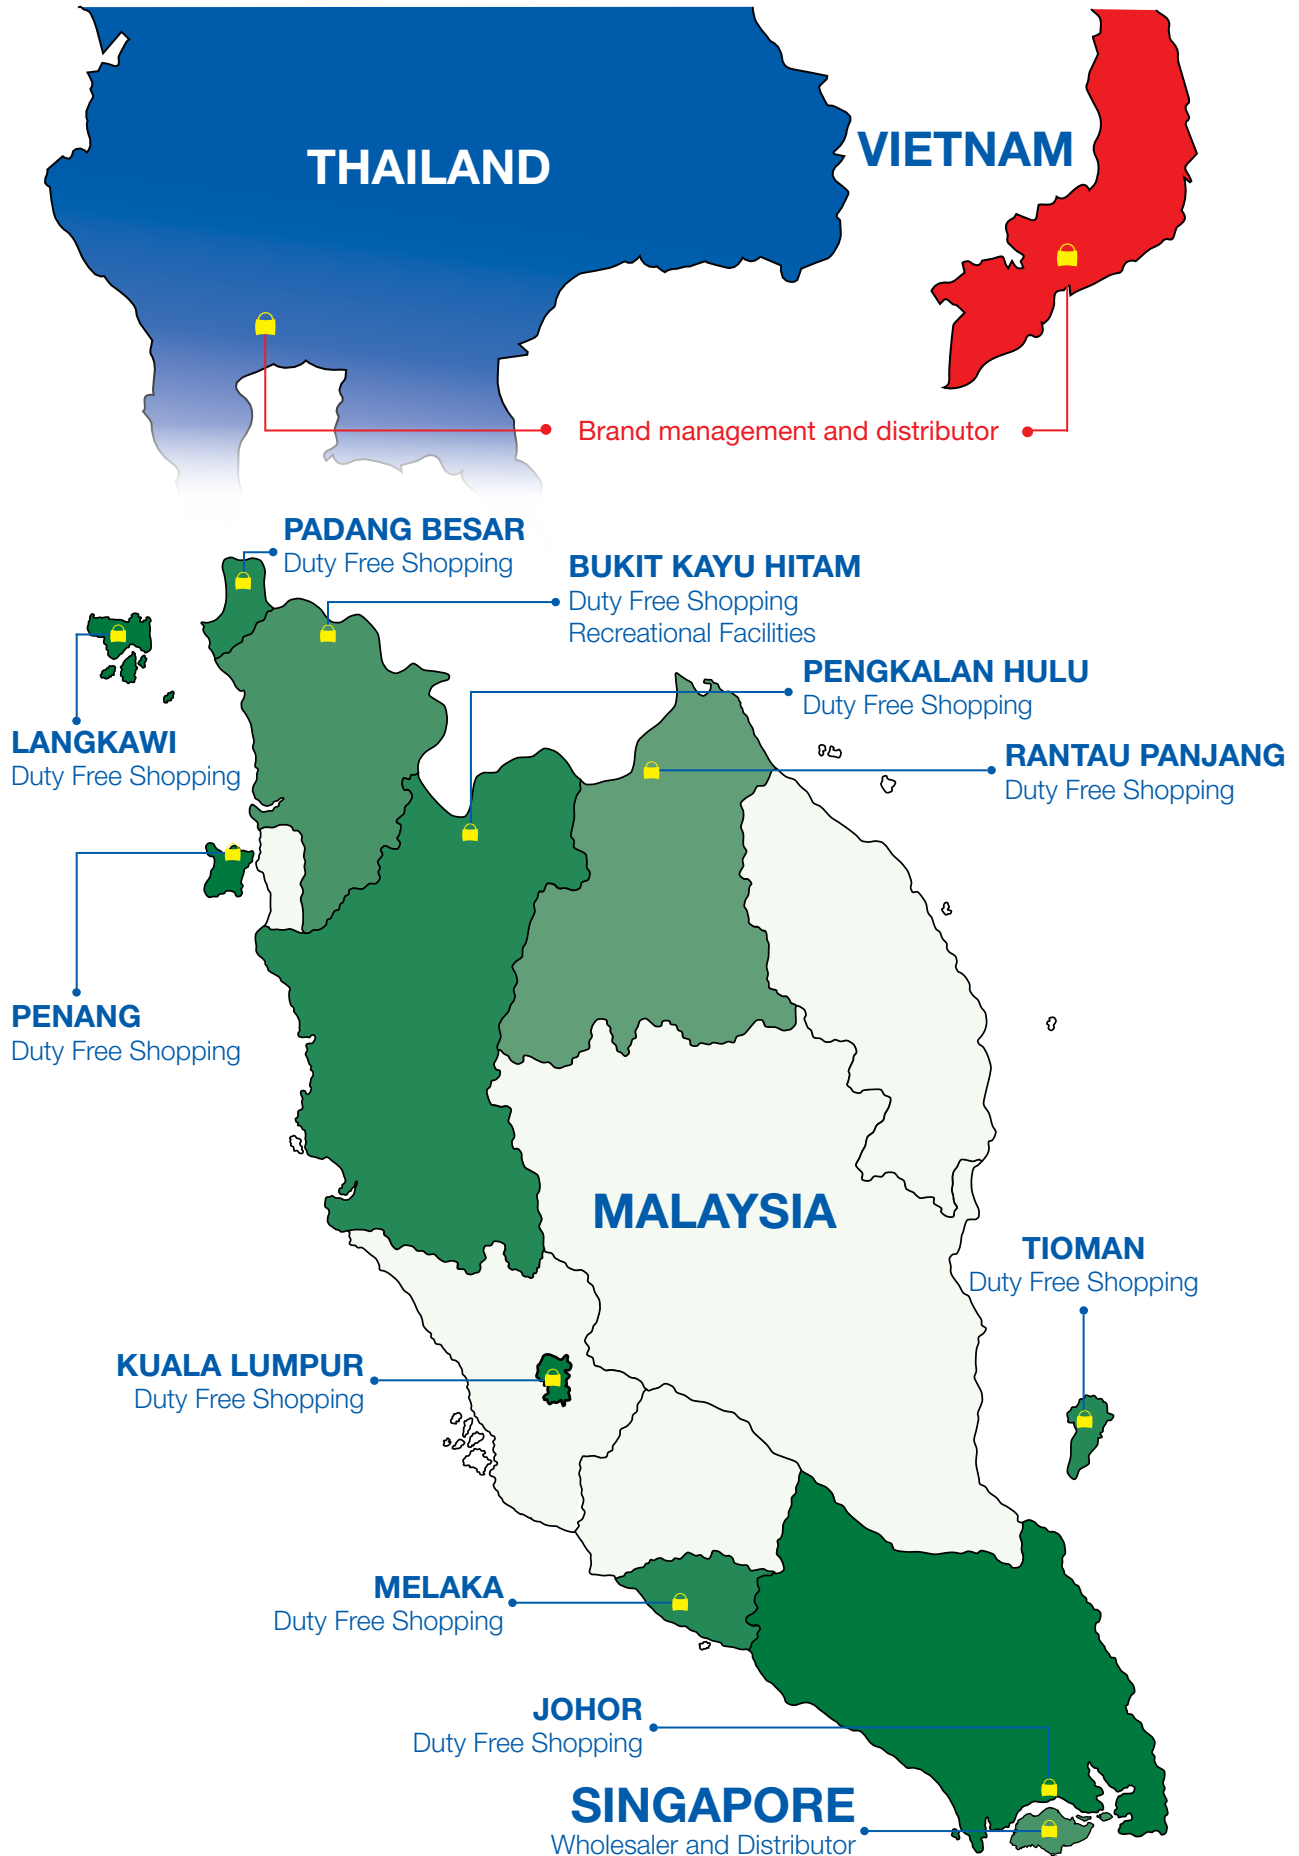 THAILAND
VIETNAM
Brand management and distributor
PADANG BESAR
Duty Free Shopping
BUKIT KAYU HITAM
Duty Free Shopping
Recreational Facilities
PENGKALAN HULU
Duty Free Shopping
LANGKAWI
Duty Free Shopping
RANTAU PANJANG
Duty Free Shopping
PENANG
Duty Free Shopping
MALAYSIA
TIOMAN
Duty Free Shopping
KUALA LUMPUR
Duty Free Shopping
MELAKA
Duty Free Shopping
JOHOR
Duty Free Shopping
SINGAPORE
Wholesaler and Distributor